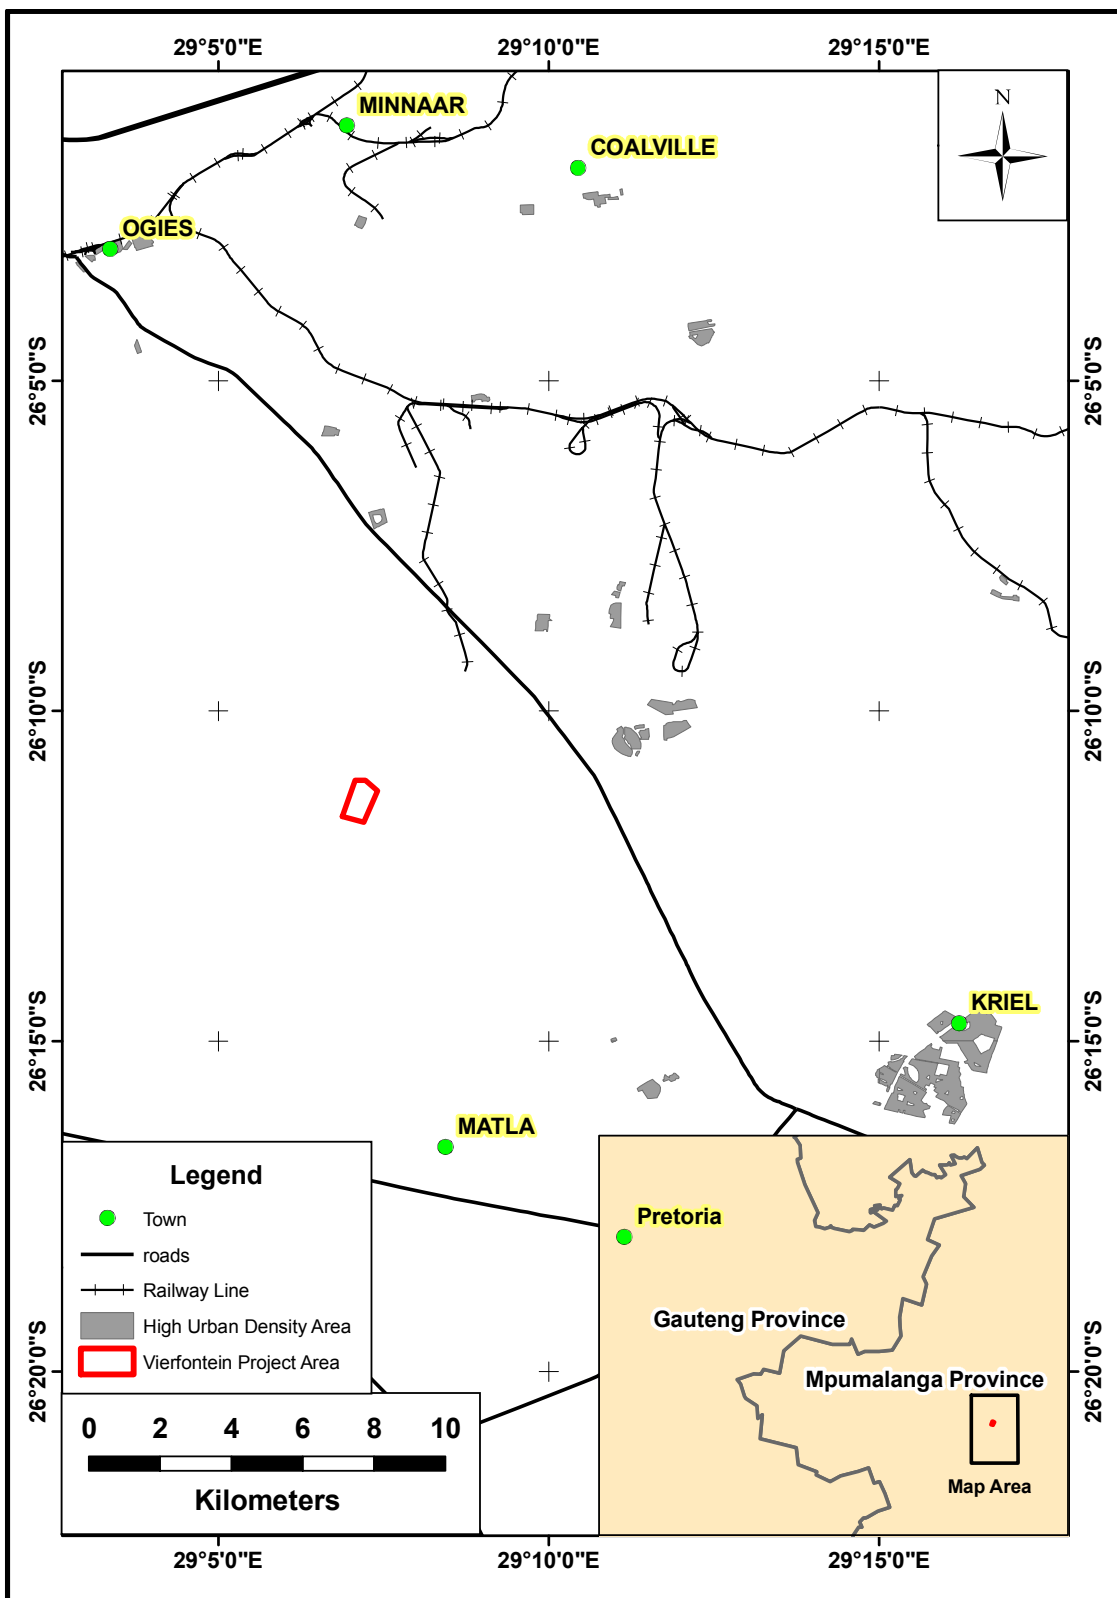 29°5'0"E 29°10'0"E 29°15'0"E
N
MINNAAR
COALVILLE
OGIES
26°5'0"S 26°5'0"S
26°10'0"S 26°10'0"S
KRIEL
26°15'0"S 26°15'0"S
MATLA
Legend
Town
roads
Railway Line
High Urban Density Area
Vierfontein Project Area
Pretoria
Gauteng Province
Mpumalanga Province
Map Area
26°20'0"S 26°20'0"S
0 2 4 6 8 10
Kilometers
29°5'0"E 29°10'0"E 29°15'0"E